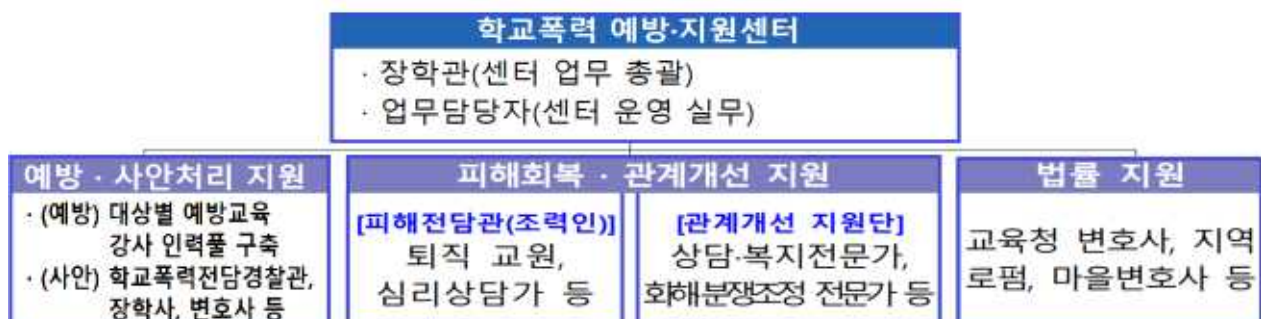 학교폭력 예방·지원센터
· 장학관(센터 업무 총괄)
· 업무담당자(센터 운영 실무)
예방 · 사안처리 지원
· (예방) 대상별 예방교육
강사 인력풀 구축
· (사안) 학교폭력전담경찰관,
장학사, 변호사 등
피해회복 · 관계개선 지원
[피해전담관(조력인)]
퇴직 교원,
심리상담가 등
[관계개선 지원단]
상담·복지전문가,
화해분쟁조정 전문가 등
법률 지원
교육청 변호사, 지역
로펌, 마을변호사 등